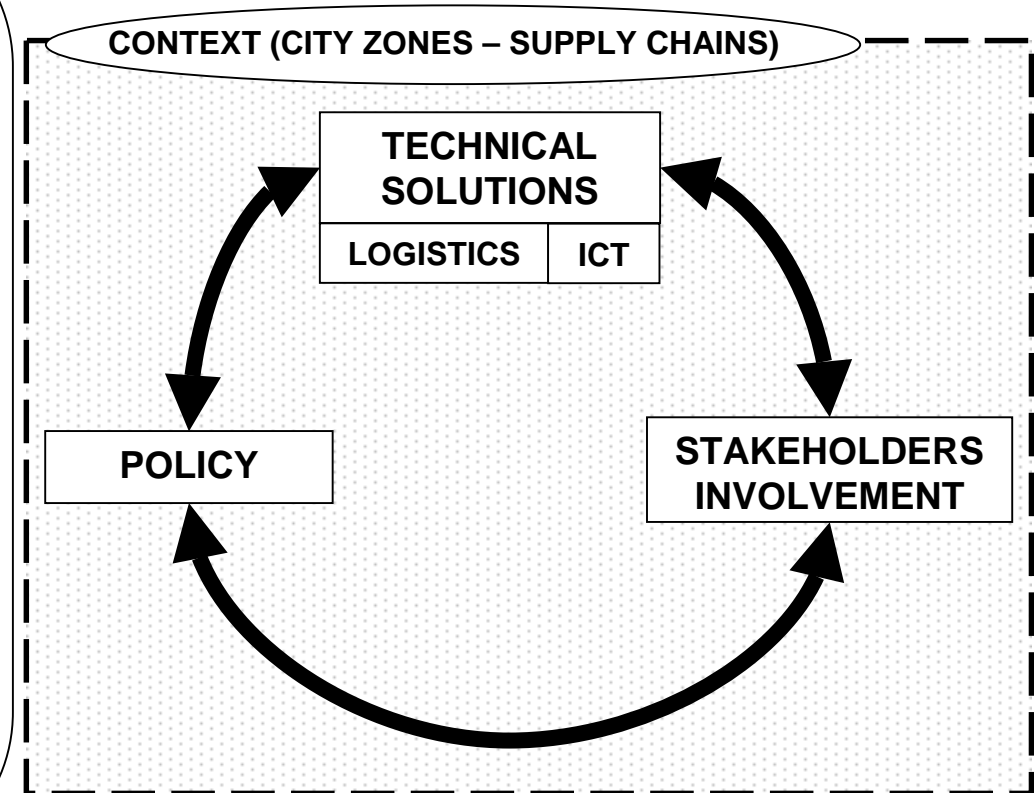 CONTEXT (CITY ZONES – SUPPLY CHAINS)
TECHNICAL
SOLUTIONS
LOGISTICS
ICT
POLICY
STAKEHOLDERS
INVOLVEMENT